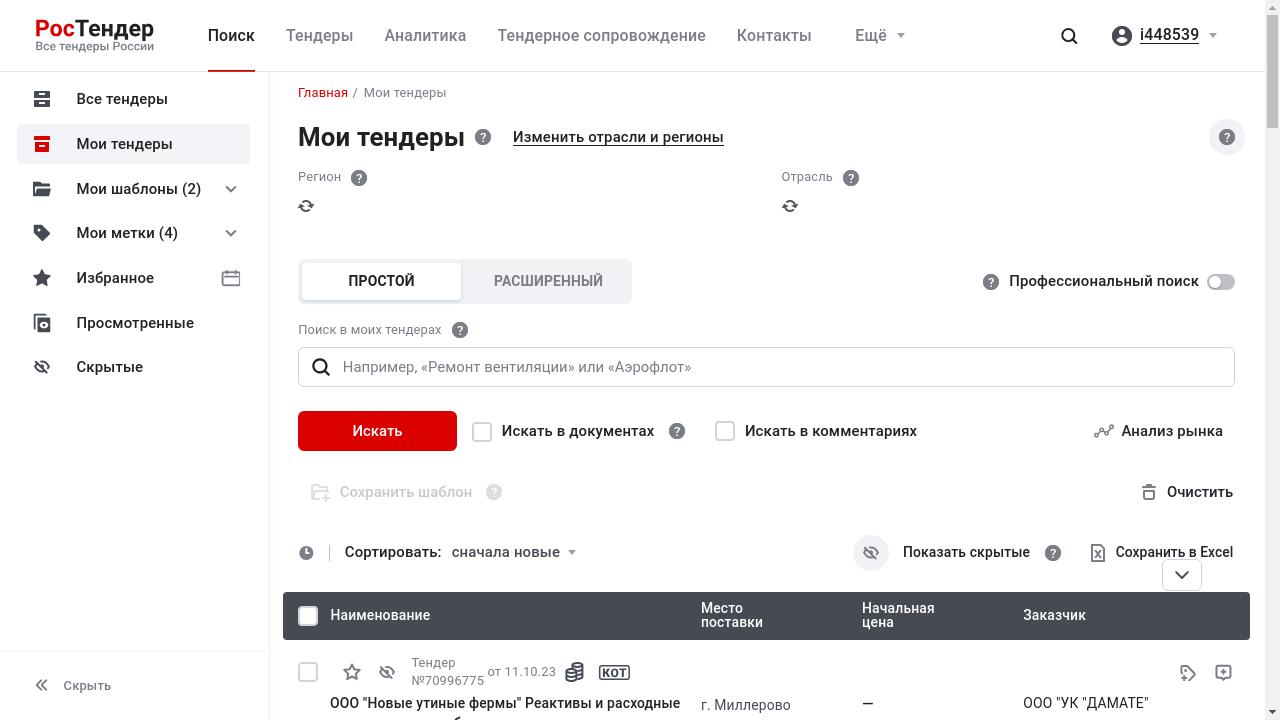 РосТендер
Все тендеры России
Поиск
Тендеры
Аналитика
Тендерное сопровождение
Контакты
Ещё
i448539
Все тендеры
Мои тендеры
Мои шаблоны (2)
Мои метки (4)
Избранное
Просмотренные
Скрытые
Скрыть
Главная / Мои тендеры
Мои тендеры ?
Изменить отрасли и регионы
?
Регион ?
Отрасль ?
ПРОСТОЙ
РАСШИРЕННЫЙ
? Профессиональный поиск
Поиск в моих тендерах ?
Например, «Ремонт вентиляции» или «Аэрофлот»
Искать
Искать в документах ?
Искать в комментариях
Анализ рынка
Сохранить шаблон ?
Очистить
Сортировать: сначала новые
Показать скрытые ?
Сохранить в Excel
Наименование
Место
поставки
Начальная
цена
Заказчик
Тендер
№70996775
от 11.10.23
КОТ
ООО "Новые утиные фермы" Реактивы и расходные
г. Миллерово
—
ООО "УК "ДАМАТЕ"